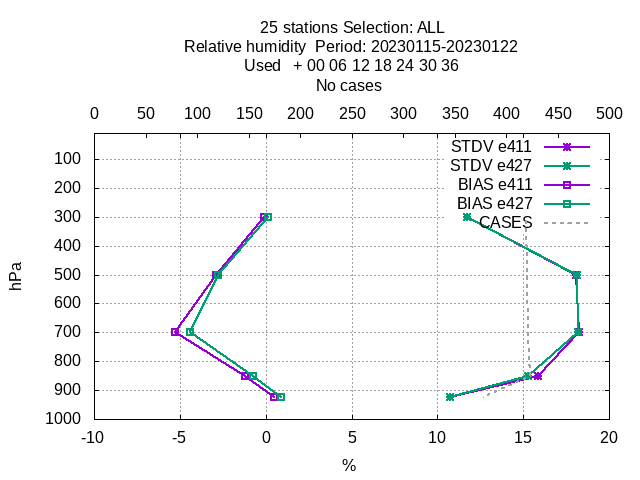 25 stations Selection: ALL
Relative humidity  Period: 20230115-20230122
Used   + 00 06 12 18 24 30 36
No cases
0 50 100 150 200 250 300 350 400 450 500
STDV e411
STDV e427
BIAS e411
BIAS e427
CASES
hPa
100
200
300
400
500
600
700
800
900
1000
-10 -5 0 5 10 15 20
%